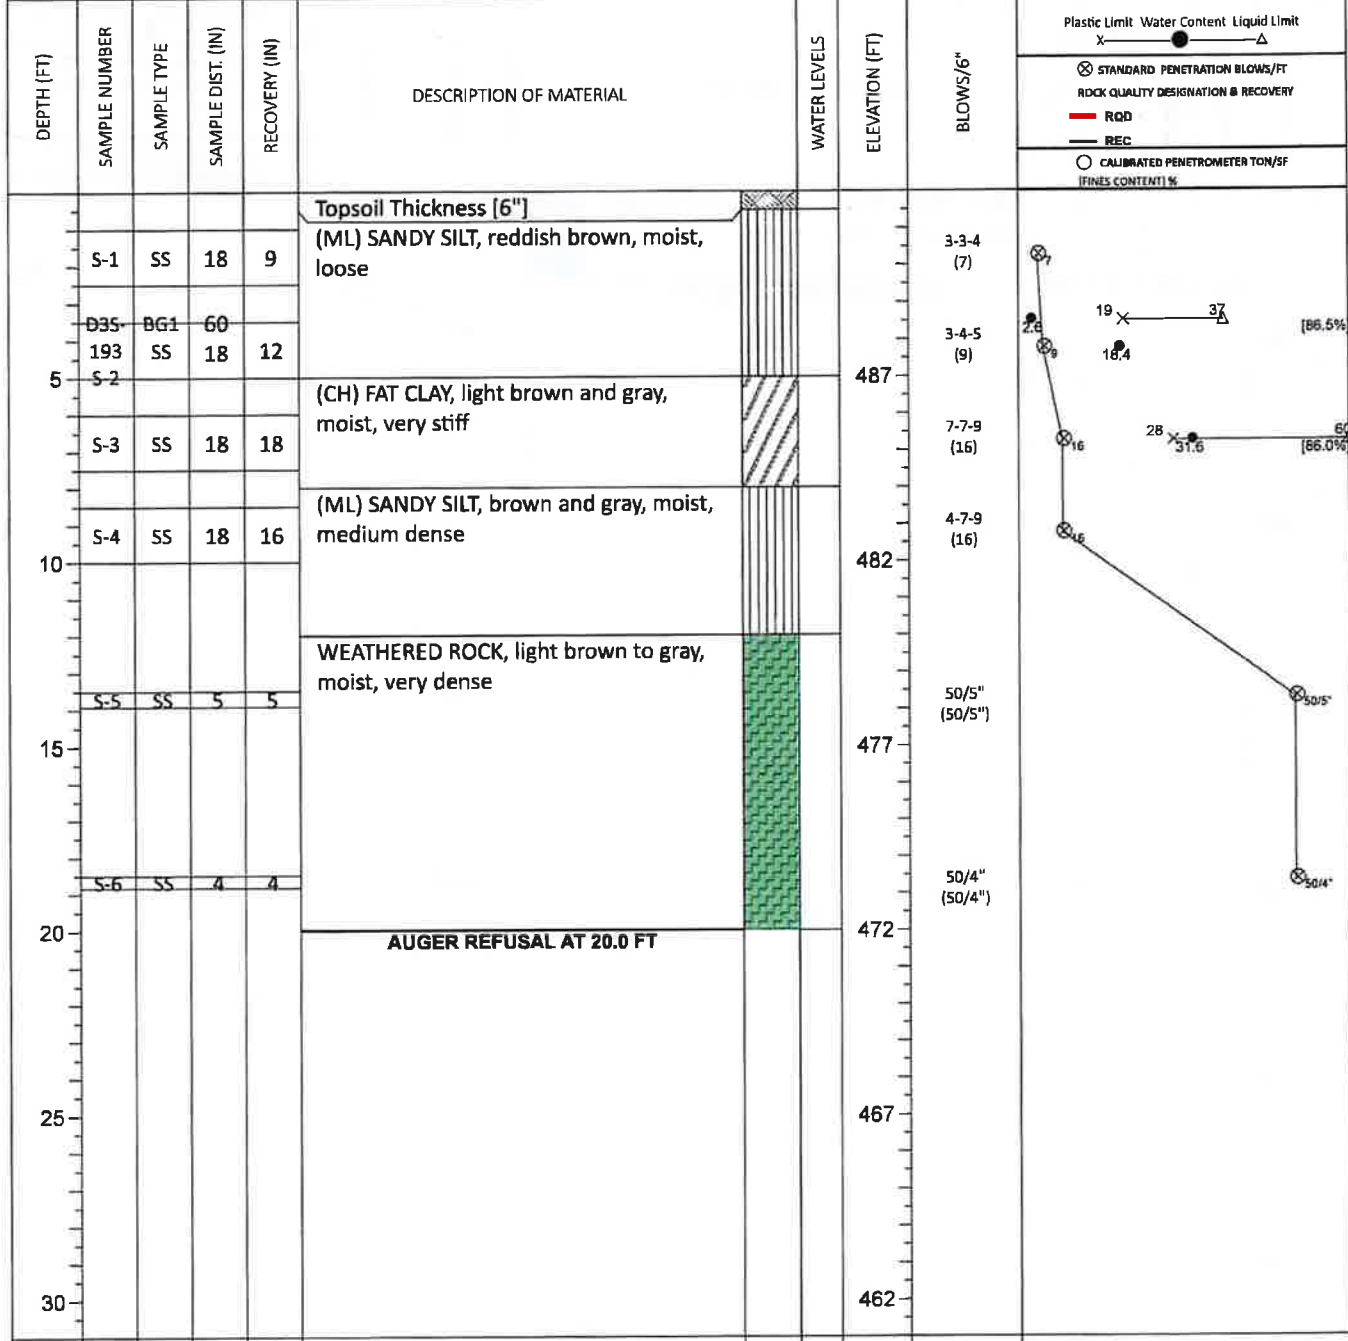 DEPTH (FT)
SAMPLE NUMBER
SAMPLE TYPE
SAMPLE DIST. (IN)
RECOVERY (IN)
DESCRIPTION OF MATERIAL
WATER LEVELS
ELEVATION (FT)
BLOWS/6"
Plastic Limit Water Content Liquid Limit
STANDARD PENETRATION BLOWS/FT
ROCK QUALITY DESIGNATION & RECOVERY
RQD
REC
CALIBRATED PENETROMETER TON/SF
[FINES CONTENT] %
Topsoil Thickness [6"]
(ML) SANDY SILT, reddish brown, moist,
loose
S-1 SS 18 9
3-3-4
(7)
7
D3S- BG1 60
193 SS 18 12
S-2
3-4-5
(9)
2.6
19
37
[86.5%]
9
18.4
5
487
(CH) FAT CLAY, light brown and gray,
moist, very stiff
S-3 SS 18 18
7-7-9
(16)
16
28
31.6
60
[86.0%]
(ML) SANDY SILT, brown and gray, moist,
medium dense
S-4 SS 18 16
4-7-9
(16)
16
10
482
WEATHERED ROCK, light brown to gray,
moist, very dense
S-5 SS 5 5
50/5"
(50/5")
50/5"
15
477
S-6 SS 4 4
50/4"
(50/4")
50/4"
20
472
AUGER REFUSAL AT 20.0 FT
25
467
30
462